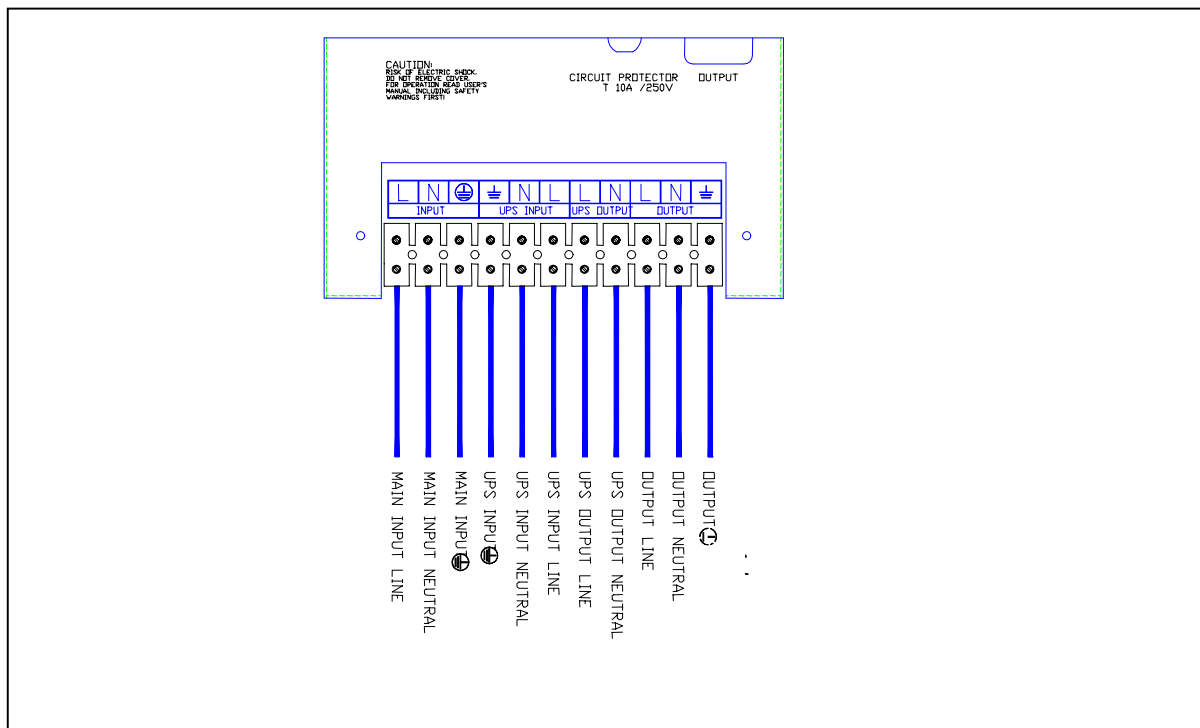 CAUTION:
RISK OF ELECTRIC SHOCK.
DO NOT REMOVE COVER.
FOR OPERATION READ USER'S
MANUAL INCLUDING SAFETY
WARNINGS FIRST!
CIRCUIT PROTECTOR
T 10A /250V
OUTPUT
L N N L L N L N
INPUT UPS INPUT UPS OUTPUT OUTPUT
MAIN INPUT LINE
MAIN INPUT NEUTRAL
MAIN INPUT
UPS INPUT
UPS INPUT NEUTRAL
UPS INPUT LINE
UPS OUTPUT LINE
UPS OUTPUT NEUTRAL
OUTPUT LINE
OUTPUT NEUTRAL
OUTPUT